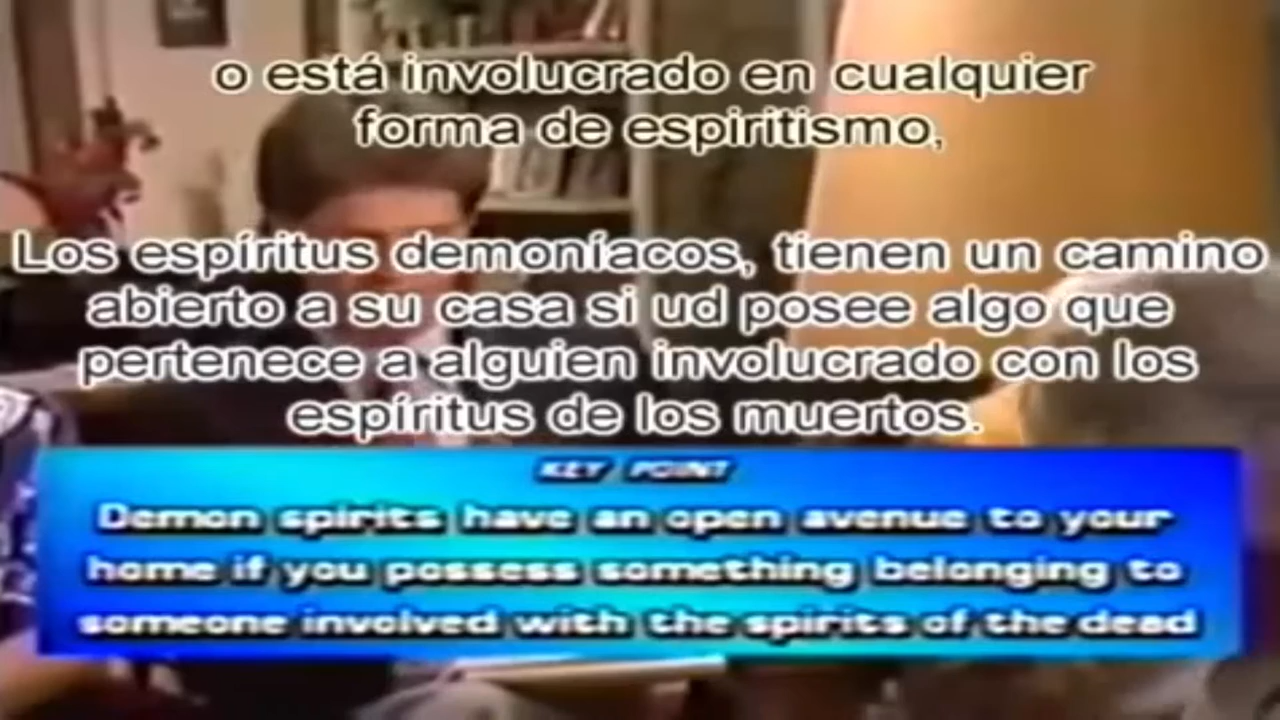 o está involucrado en cualquier
forma de espiritismo,
Los espíritus demoníacos, tienen un camino
abierto a su casa si ud posee algo que
pertenece a alguien involucrado con los
espíritus de los muertos.
KEY POINT
Demon spirits have an open avenue to your
home if you possess something belonging to
someone involved with the spirits of the dead